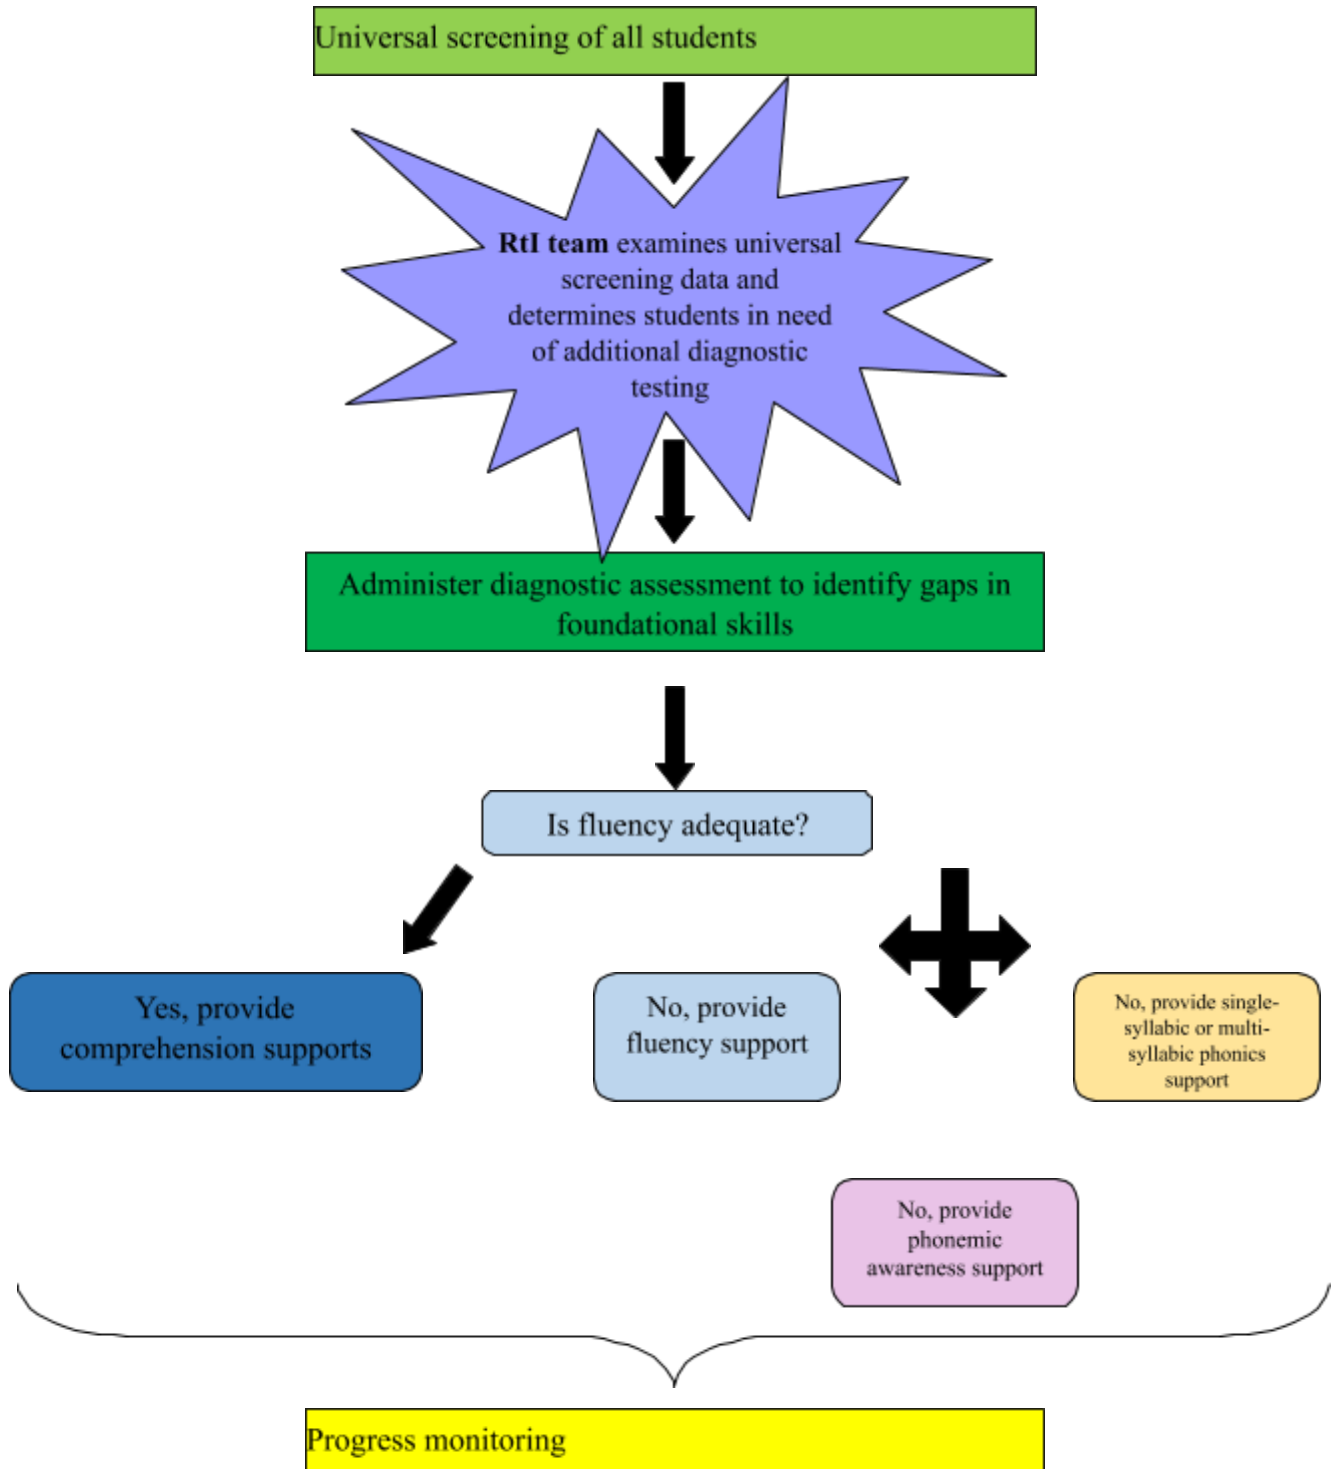 Universal screening of all students
RtI team examines universal
screening data and
determines students in need
of additional diagnostic
testing
Administer diagnostic assessment to identify gaps in
foundational skills
Is fluency adequate?
Yes, provide
comprehension supports
No, provide
fluency support
No, provide single-
syllabic or multi-
syllabic phonics
support
No, provide
phonemic
awareness support
Progress monitoring